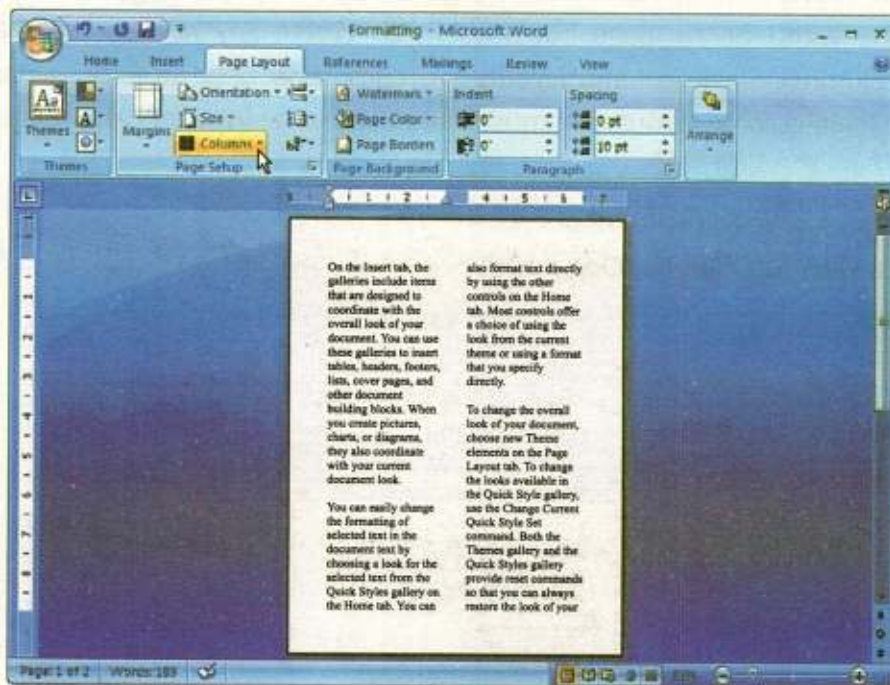 Formatting - Microsoft Word
Home Insert Page Layout References Mailings Review View
Themes
Margins
Orientation
Size
Columns
Watermark
Page Color
Page Borders
Indent
0"
0"
Spacing
0 pt
10 pt
Arrange
Themes Page Setup Page Background Paragraph
On the Insert tab, the
galleries include items
that are designed to
coordinate with the
overall look of your
document. You can use
these galleries to insert
tables, headers, footers,
lists, cover pages, and
other document
building blocks. When
you create pictures,
charts, or diagrams,
they also coordinate
with your current
document look.
You can easily change
the formatting of
selected text in the
document text by
choosing a look for the
selected text from the
Quick Styles gallery on
the Home tab. You can
also format text directly
by using the other
controls on the Home
tab. Most controls offer
a choice of using the
look from the current
theme or using a format
that you specify
directly.
To change the overall
look of your document,
choose new Theme
elements on the Page
Layout tab. To change
the looks available in
the Quick Style gallery,
use the Change Current
Quick Style Set
command. Both the
Themes gallery and the
Quick Styles gallery
provide reset commands
so that you can always
restore the look of your
Page: 1 of 2 Words: 183